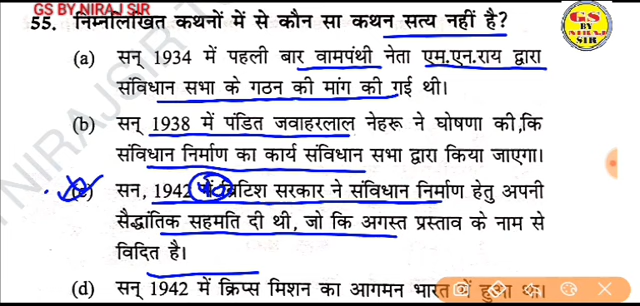 GS BY NIRAJ SIR
55. निम्नलिखित कथनों में से कौन सा कथन सत्य नहीं है?
GS
BY
NIRAJ
SIR
(a) सन् 1934 में पहली बार वामपंथी नेता एम.एन.राय द्वारा
संविधान सभा के गठन की मांग की गई थी।
(b) सन् 1938 में पंडित जवाहरलाल नेहरू ने घोषणा की, कि
संविधान निर्माण का कार्य संविधान सभा द्वारा किया जाएगा।
(c) सन, 1942 में ब्रिटिश सरकार ने संविधान निर्माण हेतु अपनी
सैद्धांतिक सहमति दी थी, जो कि अगस्त प्रस्ताव के नाम से
विदित है।
(d) सन् 1942 में क्रिप्स मिशन का आगमन भारत में हुआ था।
NIRAJSIR